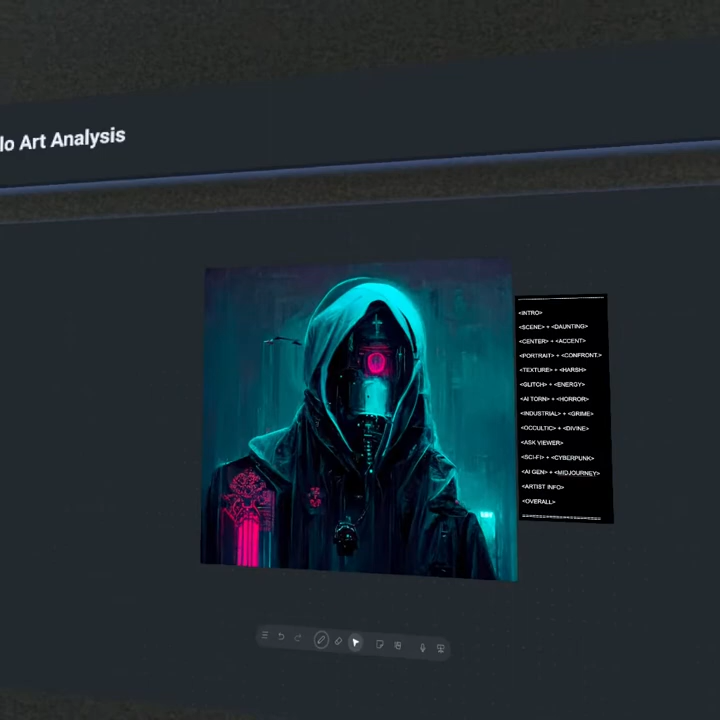 lo Art Analysis
<INTRO>
<SCENE> + <DAUNTING>
<CENTER> + <ACCENT>
<PORTRAIT> + <CONFRONT.>
<TEXTURE> + <HARSH>
<GLITCH> + <ENERGY>
<AI TORN> + <HORROR>
<INDUSTRIAL> + <GRIME>
<OCCULTIC> + <DIVINE>
<ASK VIEWER>
<SCI-FI> + <CYBERPUNK>
<AI GEN> + <MIDJOURNEY>
<ARTIST INFO>
<OVERALL>